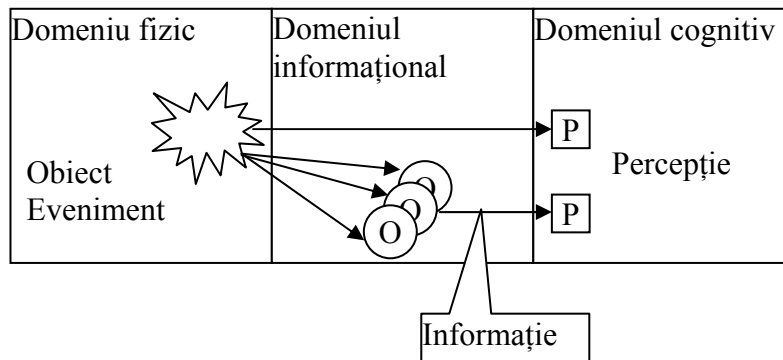 Domeniu fizic
Domeniul
informațional
Domeniul cognitiv
P
Obiect
Eveniment
O
O
O
Percepție
P
Informație